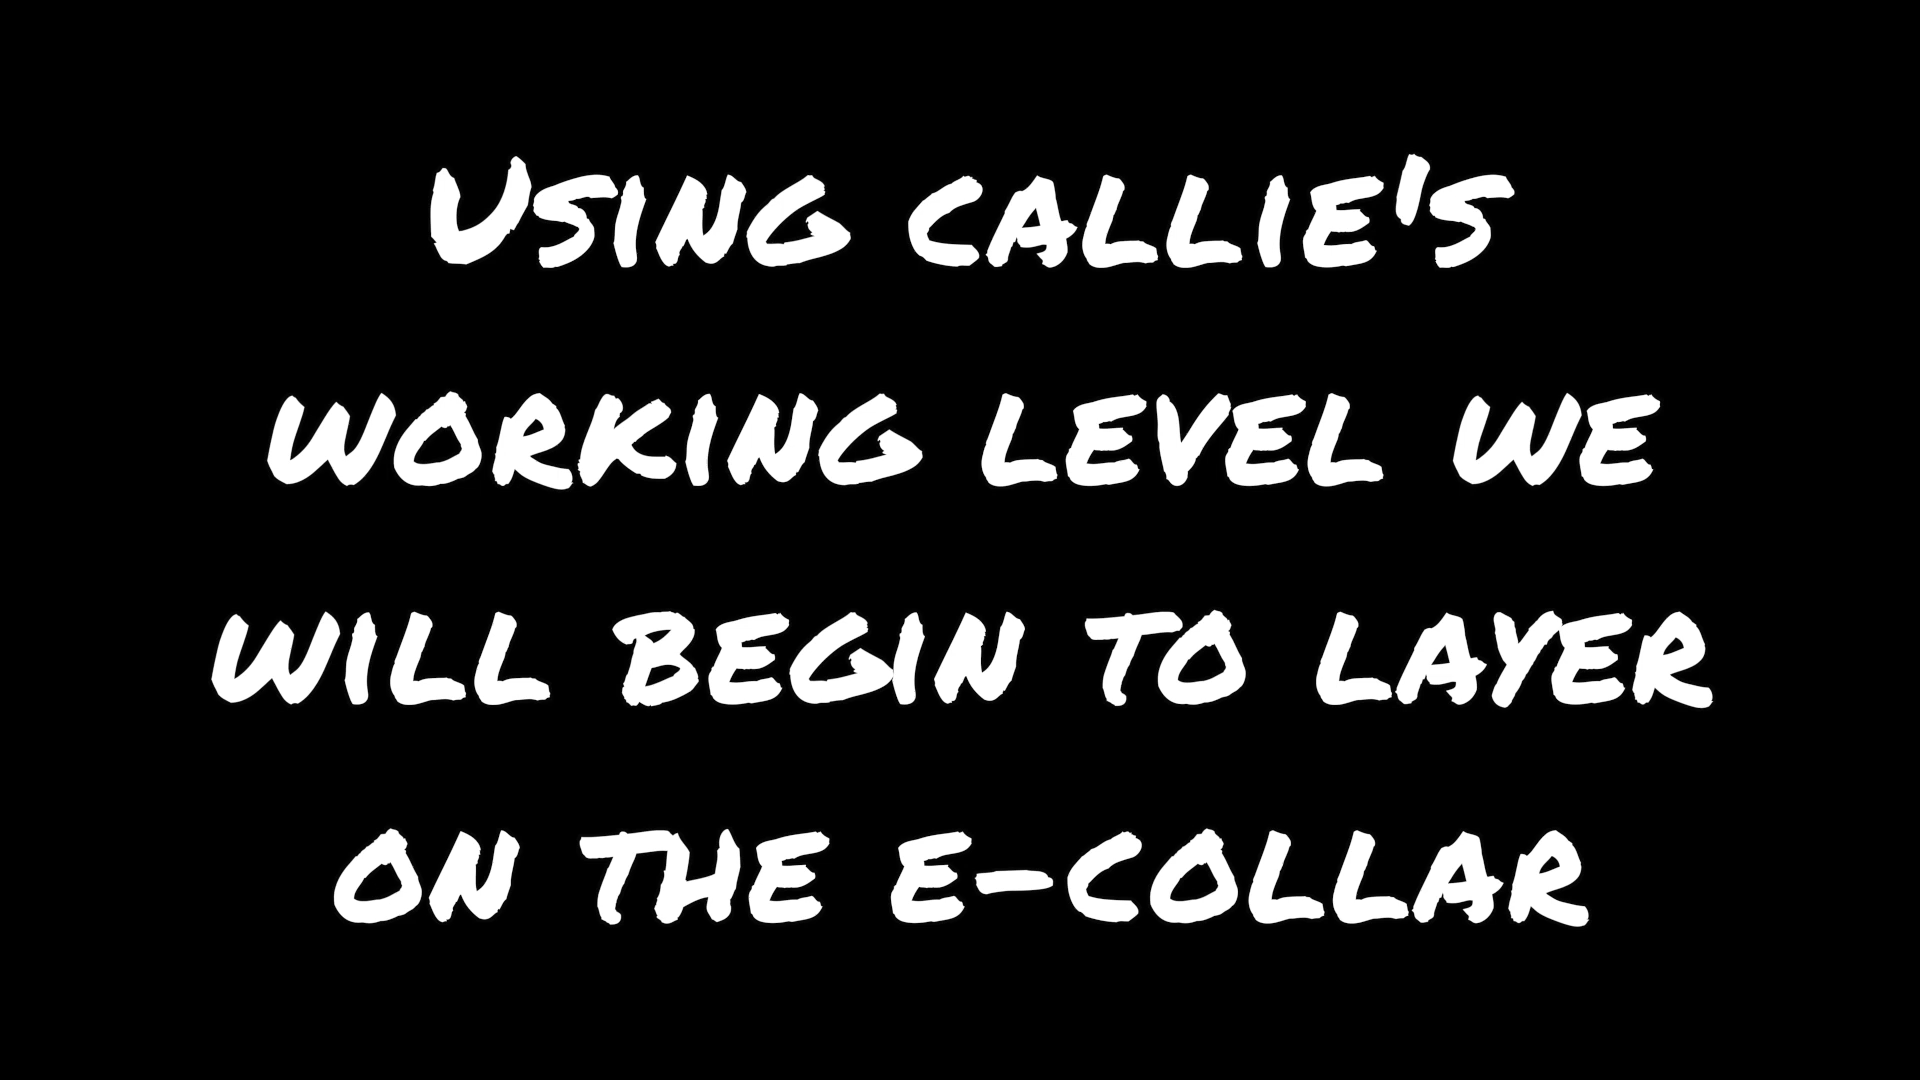 Using Callie's
working level we
will begin to layer
on the e-collar